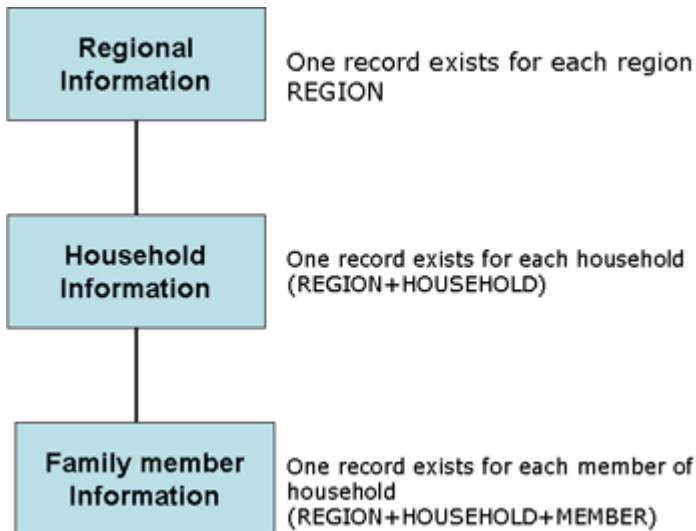 Regional
Information
One record exists for each region
REGION
Household
Information
One record exists for each household
(REGION+HOUSEHOLD)
Family member
Information
One record exists for each member of
household
(REGION+HOUSEHOLD+MEMBER)